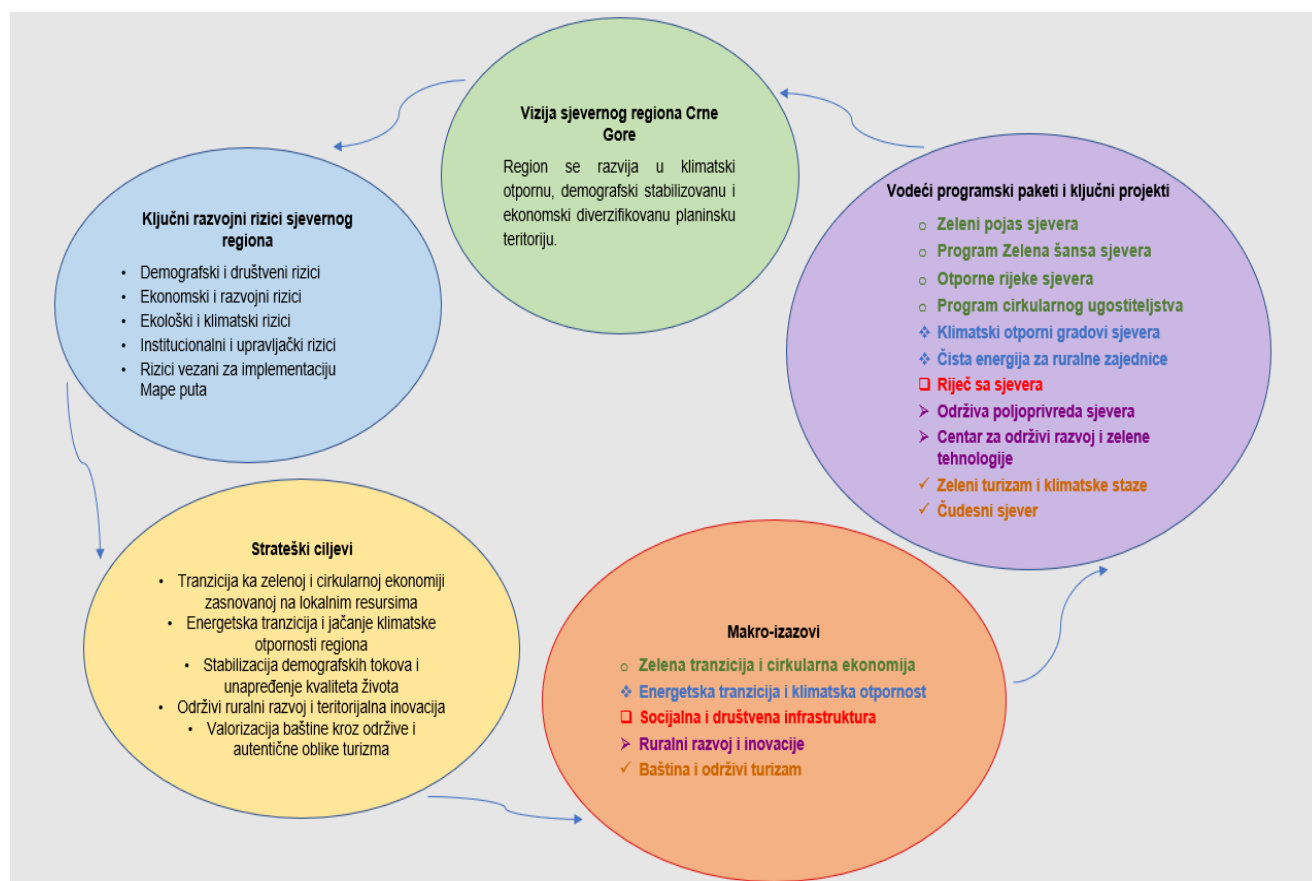 Vizija sjevernog regiona Crne
Gore
Region se razvija u klimatski
otpornu, demografski stabilizovanu i
ekonomski diverzifikovanu planinsku
teritoriju.
Ključni razvojni rizici sjevernog
regiona
• Demografski i društveni rizici
• Ekonomski i razvojni rizici
• Ekološki i klimatski rizici
• Institucionalni i upravljački rizici
• Rizici vezani za implementaciju
Mape puta
Strateški ciljevi
• Tranzicija ka zelenoj i cirkularnoj ekonomiji
zasnovanoj na lokalnim resursima
• Energetska tranzicija i jačanje klimatske
otpornosti regiona
• Stabilizacija demografskih tokova i
unapređenje kvaliteta života
• Održivi ruralni razvoj i teritorijalna inovacija
• Valorizacija baštine kroz održive i
autentične oblike turizma
Makro-izazovi
o Zelena tranzicija i cirkularna ekonomija
❖ Energetska tranzicija i klimatska otpornost
❑ Socijalna i društvena infrastruktura
➢ Ruralni razvoj i inovacije
✓ Baština i održivi turizam
Vodeći programski paketi i ključni projekti
o Zeleni pojas sjevera
o Program Zelena šansa sjevera
o Otporne rijeke sjevera
o Program cirkularnog ugostiteljstva
❖ Klimatski otporni gradovi sjevera
❖ Čista energija za ruralne zajednice
❑ Riječ sa sjevera
➢ Održiva poljoprivreda sjevera
➢ Centar za održivi razvoj i zelene
tehnologije
✓ Zeleni turizam i klimatske staze
✓ Čudesni sjever